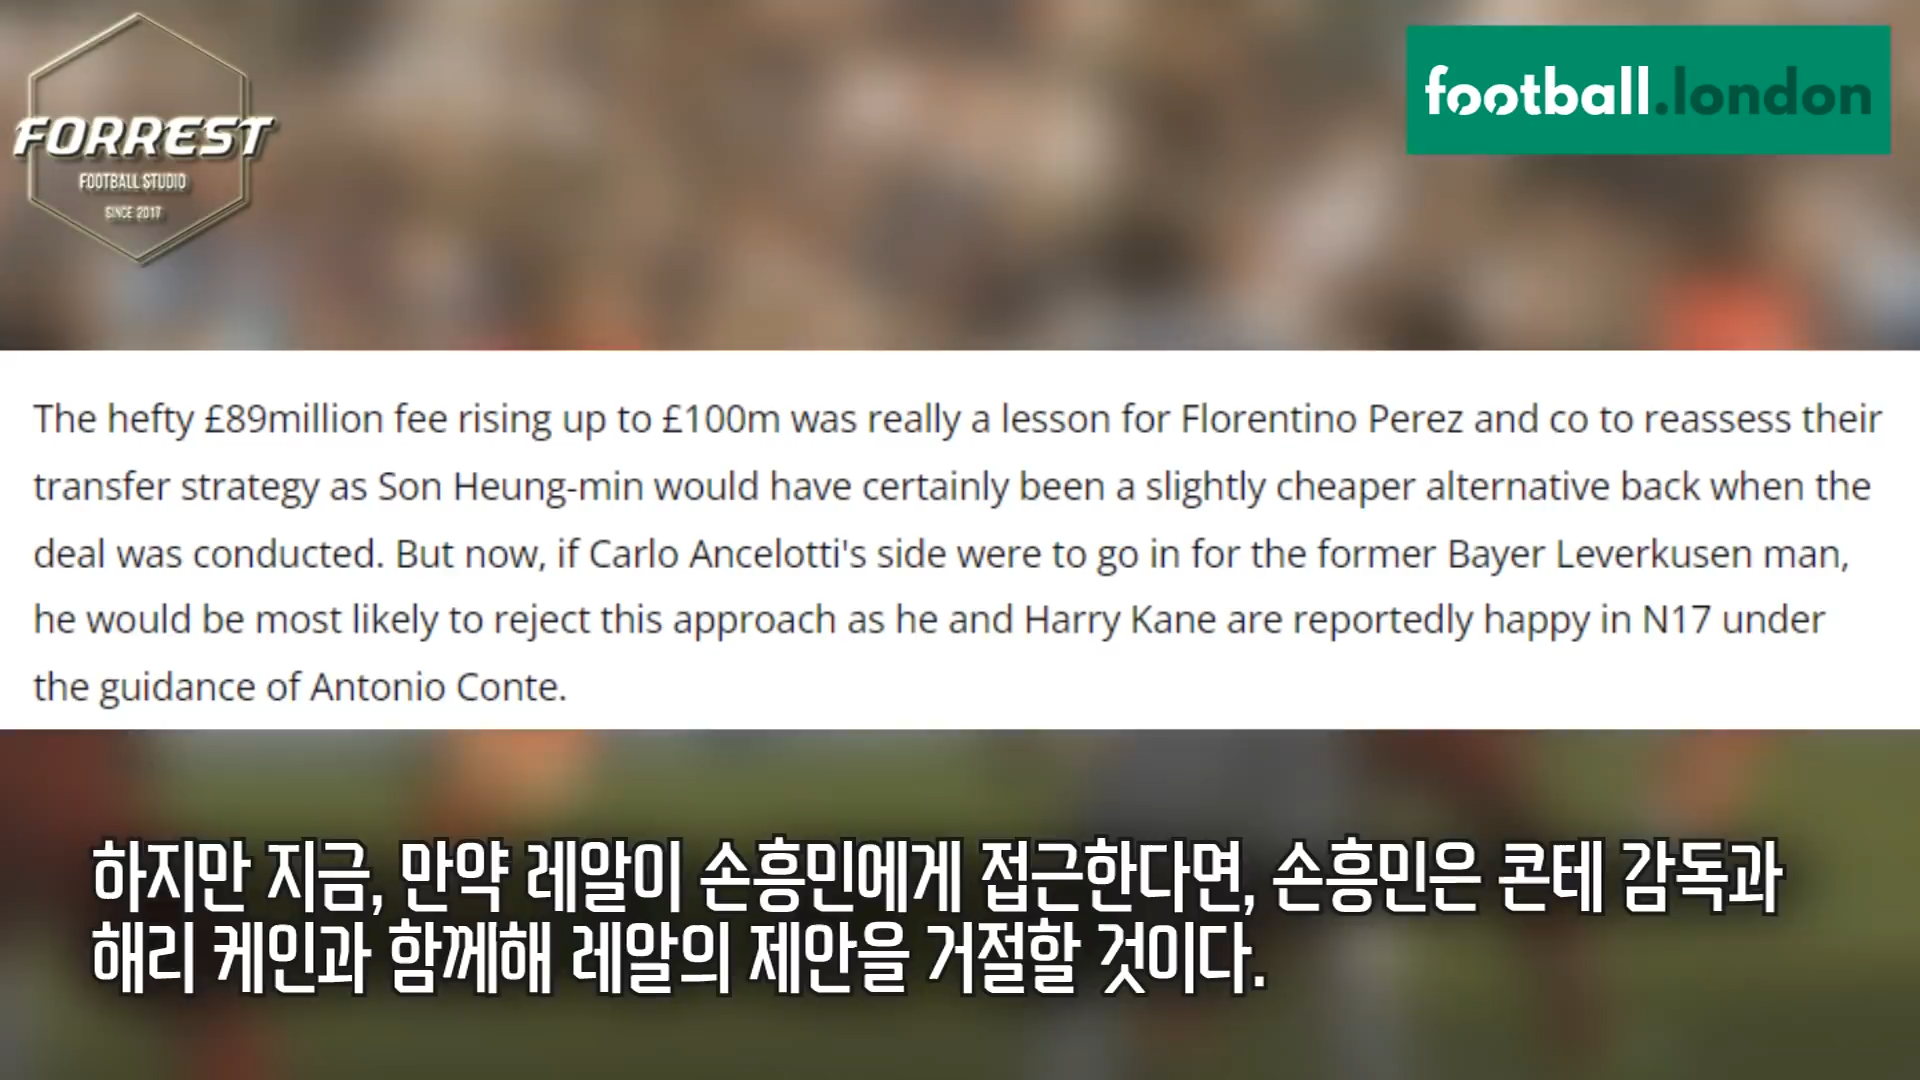 FORREST
FOOTBALL STUDIO
SINCE 2017
football.london
The hefty £89million fee rising up to £100m was really a lesson for Florentino Perez and co to reassess their
transfer strategy as Son Heung-min would have certainly been a slightly cheaper alternative back when the
deal was conducted. But now, if Carlo Ancelotti's side were to go in for the former Bayer Leverkusen man,
he would be most likely to reject this approach as he and Harry Kane are reportedly happy in N17 under
the guidance of Antonio Conte.
하지만 지금, 만약 레알이 손흥민에게 접근한다면, 손흥민은 콘테 감독과
해리 케인과 함께해 레알의 제안을 거절할 것이다.